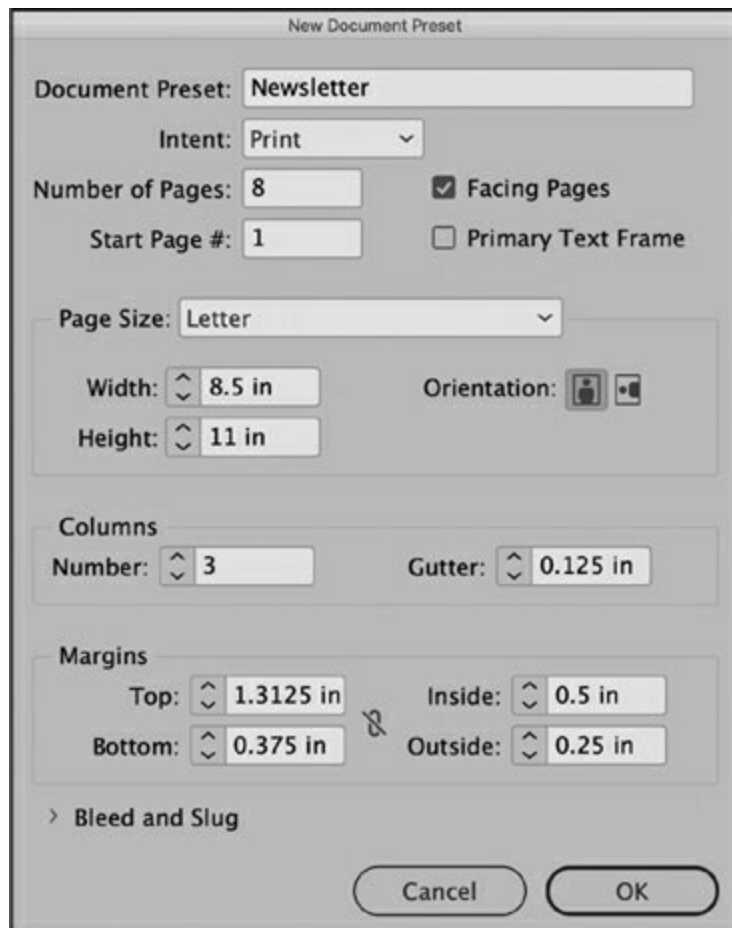 New Document Preset
Document Preset: Newsletter
Intent: Print
Number of Pages: 8 Facing Pages
Start Page #: 1 Primary Text Frame
Page Size: Letter
Width: 8.5 in Orientation:
Height: 11 in
Columns
Number: 3 Gutter: 0.125 in
Margins
Top: 1.3125 in Inside: 0.5 in
Bottom: 0.375 in Outside: 0.25 in
Bleed and Slug
Cancel OK